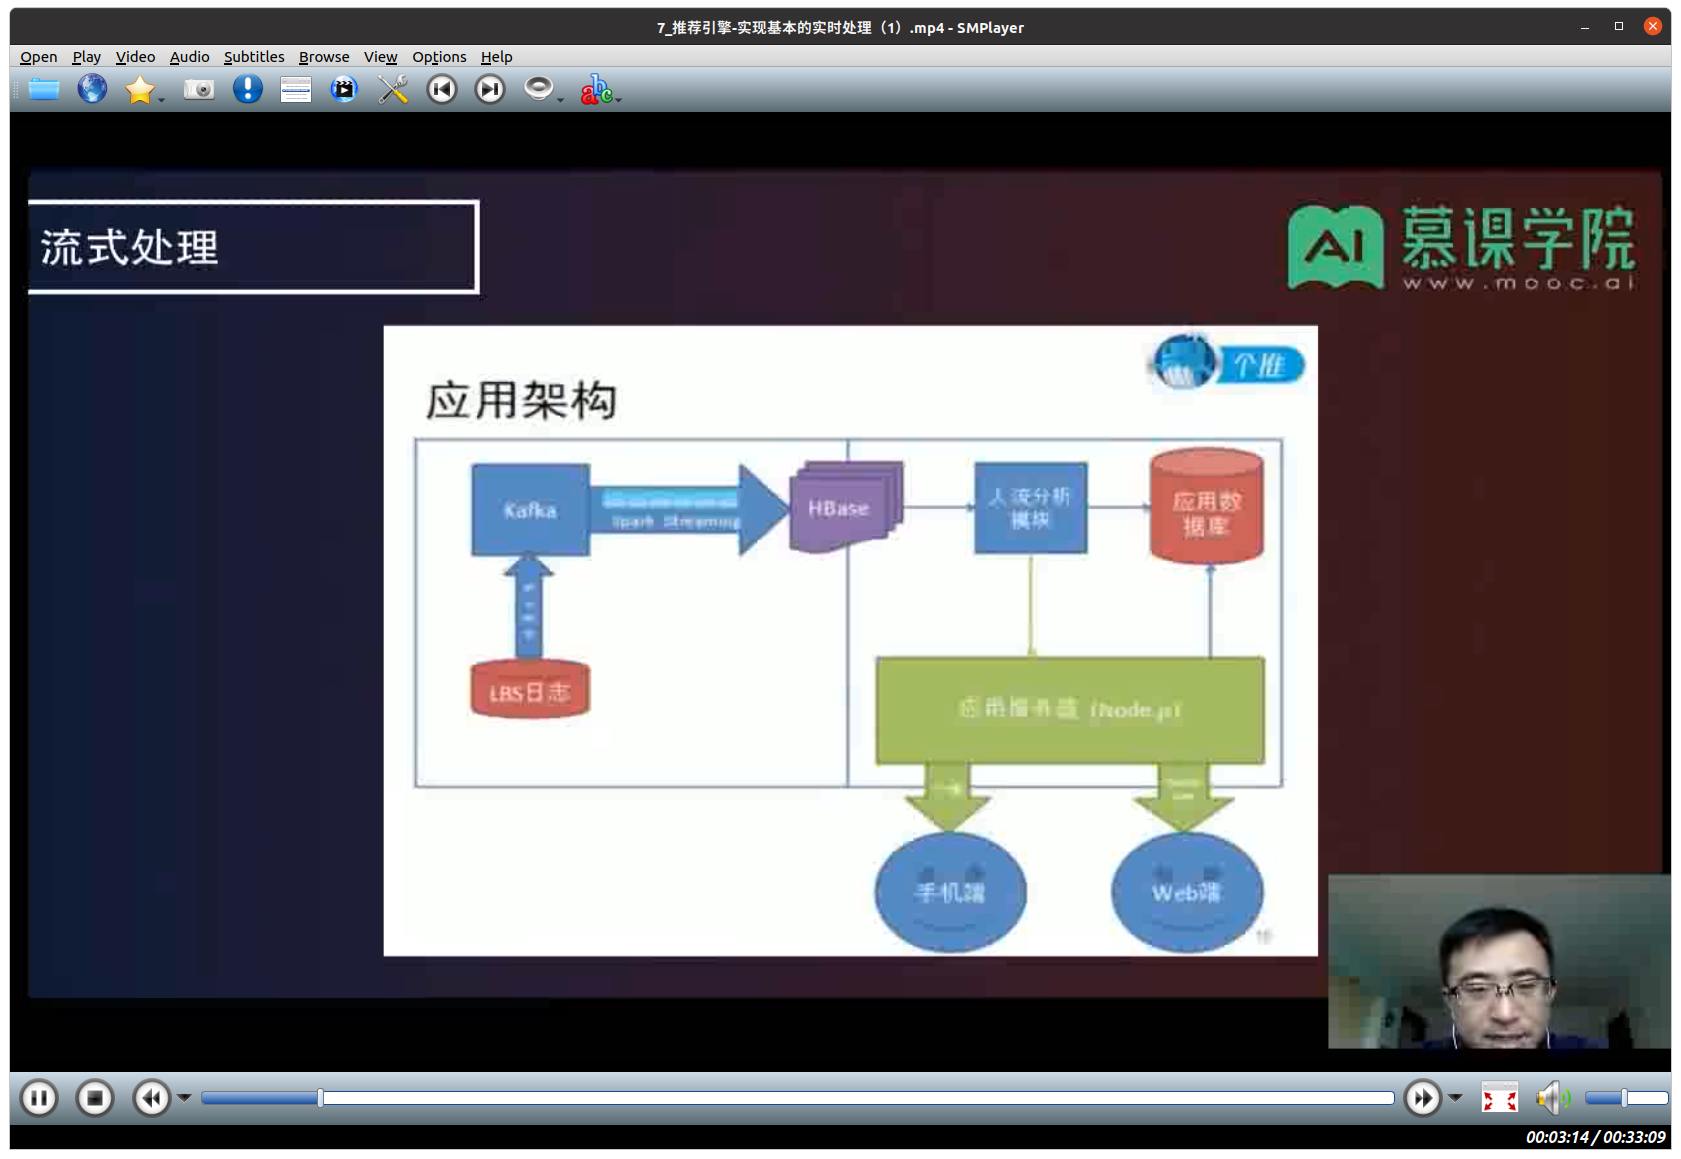 7_推荐引擎-实现基本的实时处理（1）.mp4 - SMPlayer
Open Play Video Audio Subtitles Browse View Options Help
abc
流式处理
AI 慕课学院
www.mooc.ai
个推
应用架构
Kafka
Spark Streaming
HBase
人流分析
模块
应用数
据库
LBS日志
应用服务端（Node.js）
手机端
Web端
00:03:14 / 00:33:09